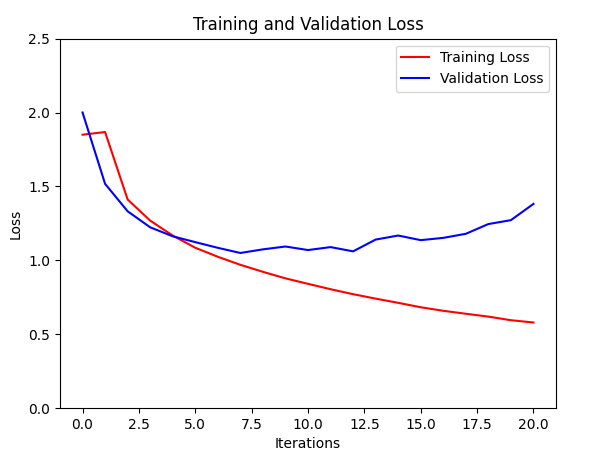 Training and Validation Loss
Training Loss
Validation Loss
2.5
2.0
1.5
1.0
0.5
0.0
Loss
0.0 2.5 5.0 7.5 10.0 12.5 15.0 17.5 20.0
Iterations